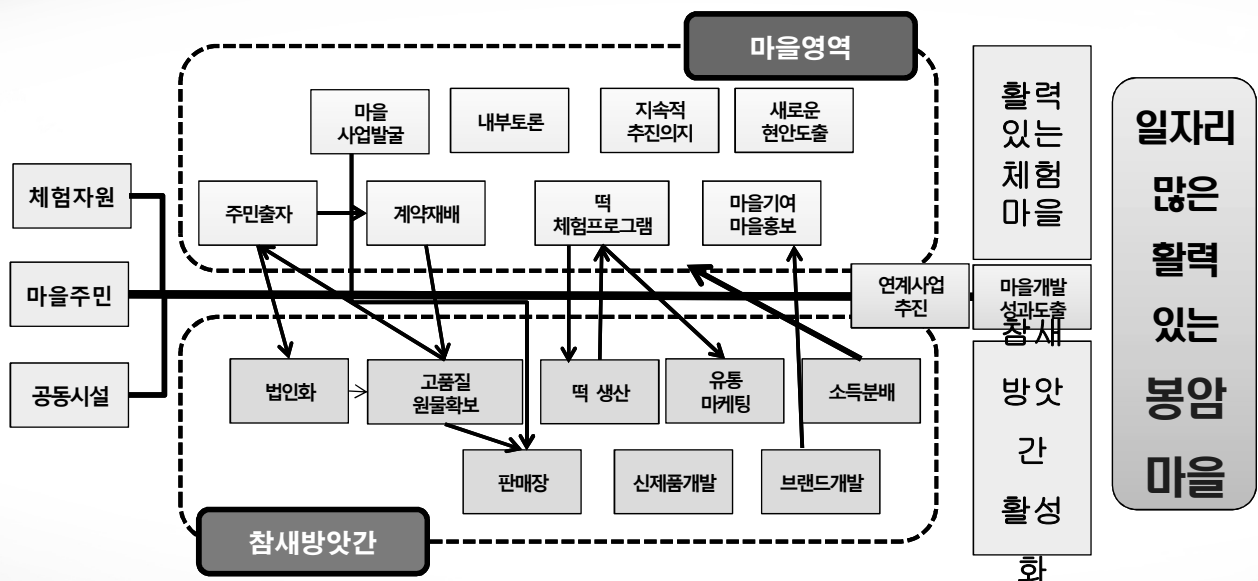 마을영역
마을
사업발굴
내부토론
지속적
추진의지
새로운
현안도출
체험자원
마을주민
공동시설
주민출자
계약재배
떡
체험프로그램
마을기여
마을홍보
연계사업
추진
마을개발
성과도출
법인화
고품질
원물확보
떡 생산
유통
마케팅
소득분배
판매장
신제품개발
브랜드개발
참새방앗간
활력
있는
체험
마을
참새
방앗
간
활성
화
일자리
많은
활력
있는
봉암
마을